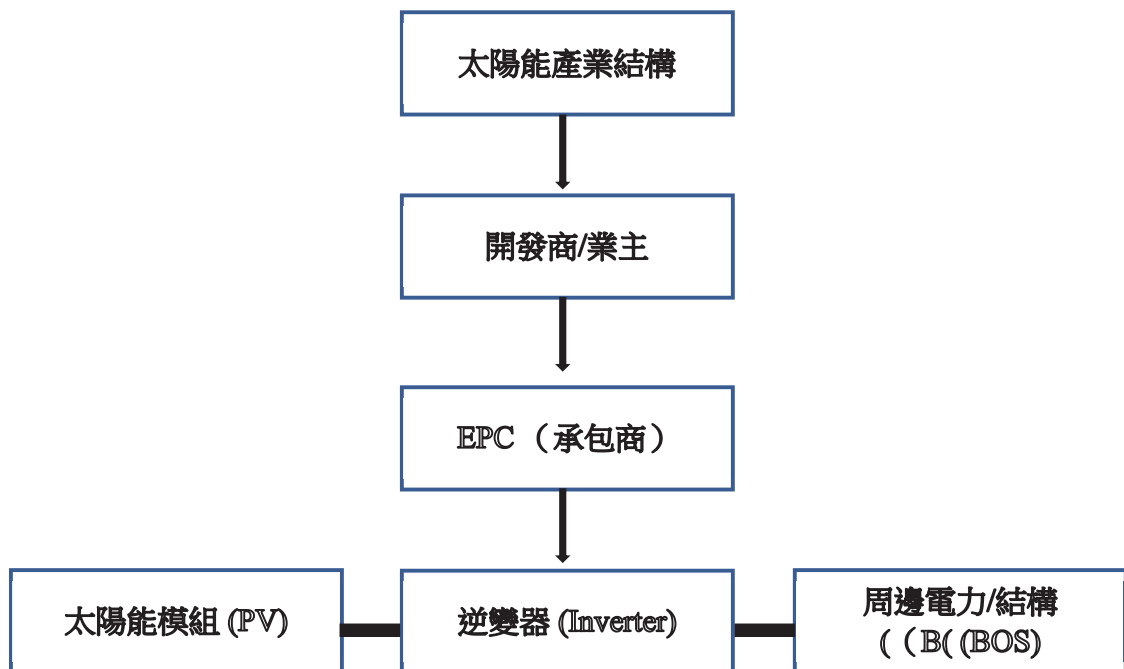 太陽能產業結構
開發商/業主
EPC（承包商）
太陽能模組 (PV)
逆變器 (Inverter)
周邊電力/結構
(（B( (BOS)